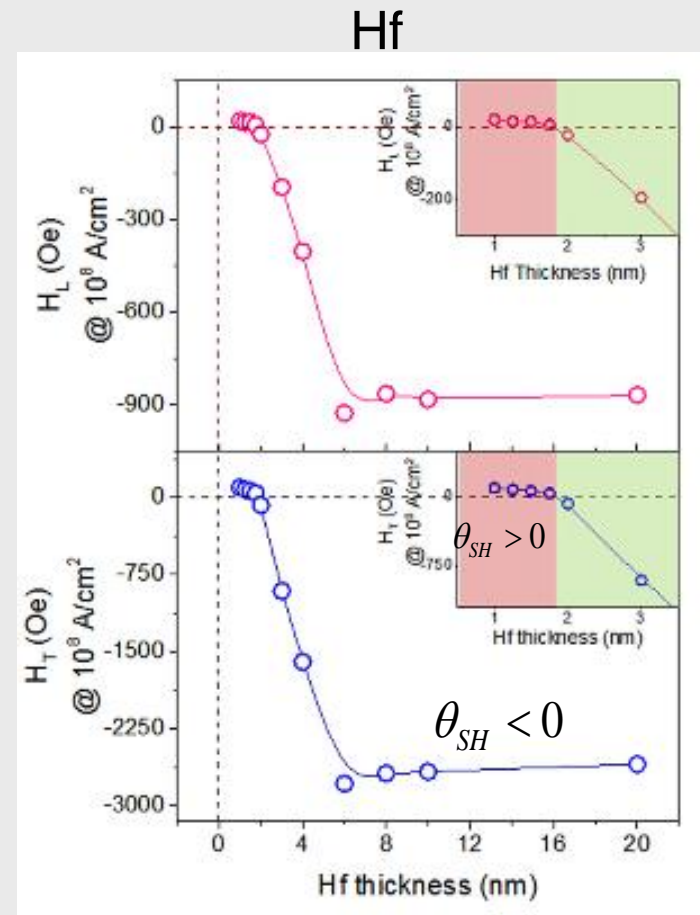 Hf
H_L (Oe)
@ 10^8 A/cm^2
0
-300
-600
-900
H_L (Oe)
@ 10^8 A/cm^2
0
-200
1 2 3
Hf Thickness (nm)
H_T (Oe)
@ 10^8 A/cm^2
0
-750
-1500
-2250
-3000
H_T (Oe)
@ 10^8 A/cm^2
0
-750
θ_SH > 0
1 2 3
Hf thickness (nm)
θ_SH < 0
0 4 8 12 16 20
Hf thickness (nm)